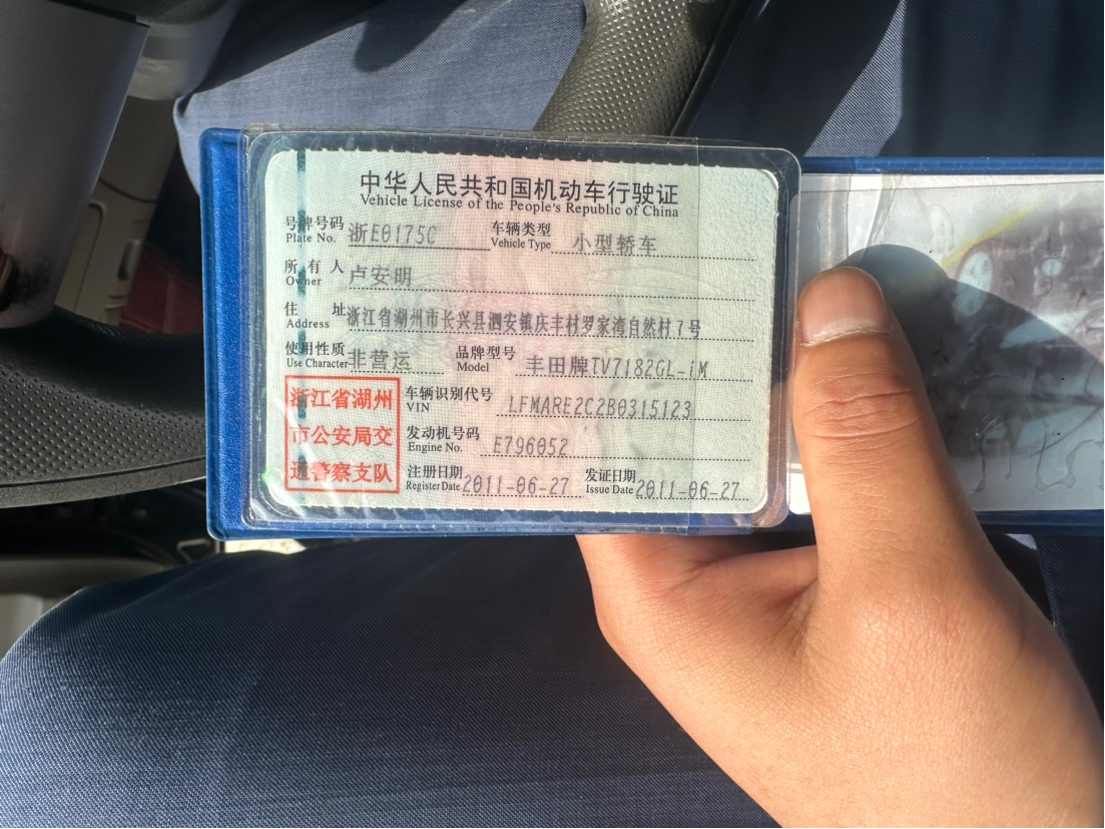 中华人民共和国机动车行驶证
Vehicle License of the People's Republic of China
号牌号码 浙E0175C 车辆类型 小型轿车
Plate No. Vehicle Type
所有人 卢安明
Owner
住址 浙江省湖州市长兴县泗安镇庆丰村罗家湾自然村7号
Address
使用性质 非营运 品牌型号 丰田牌TV7182GL-iM
Use Character Model
浙江省湖州
市公安局交
通警察支队
车辆识别代号 LFMARE2C2B0315123
VIN
发动机号码 E796052
Engine No.
注册日期 2011-06-27 发证日期 2011-06-27
Register Date Issue Date